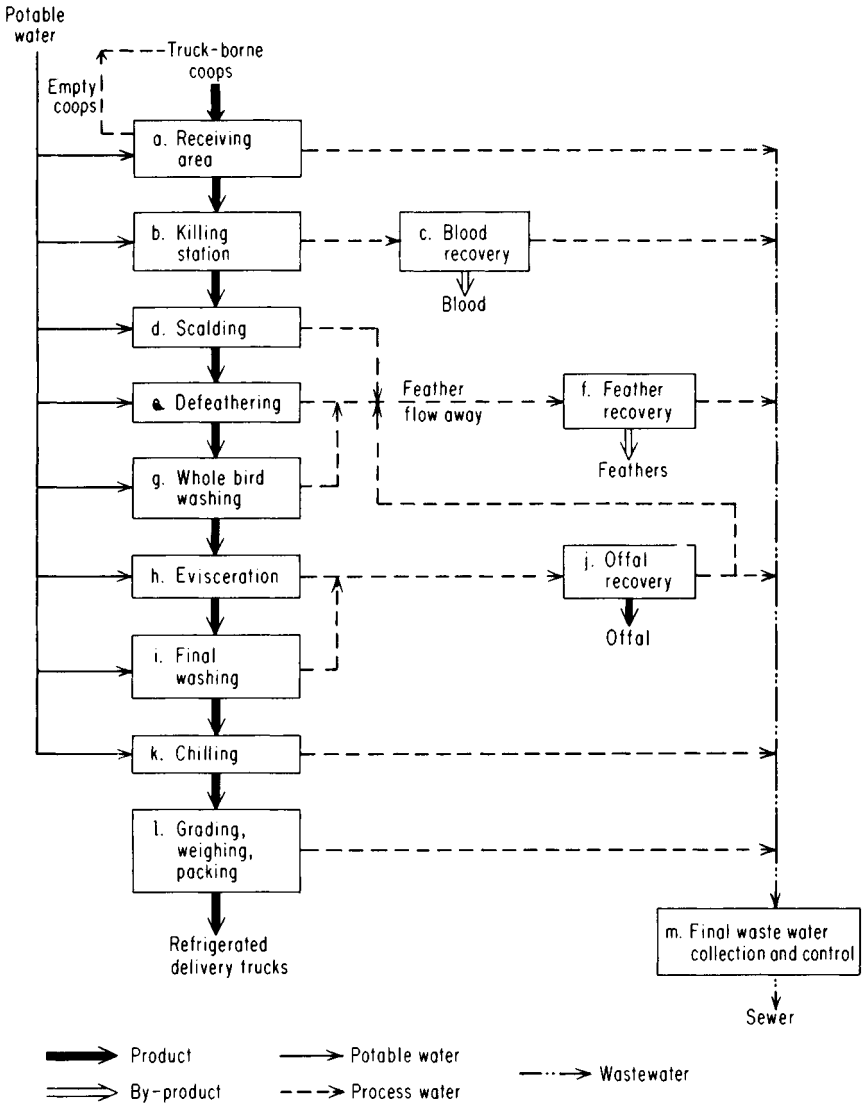 Potable
water
Truck-borne
coops
Empty
coops
a. Receiving
area
b. Killing
station
c. Blood
recovery
Blood
d. Scalding
e Defeathering
Feather
flow away
f. Feather
recovery
Feathers
g. Whole bird
washing
h. Evisceration
j. Offal
recovery
Offal
i. Final
washing
k. Chilling
l. Grading,
weighing,
packing
Refrigerated
delivery trucks
m. Final waste water
collection and control
Sewer
Product
Potable water
Wastewater
By-product
Process water